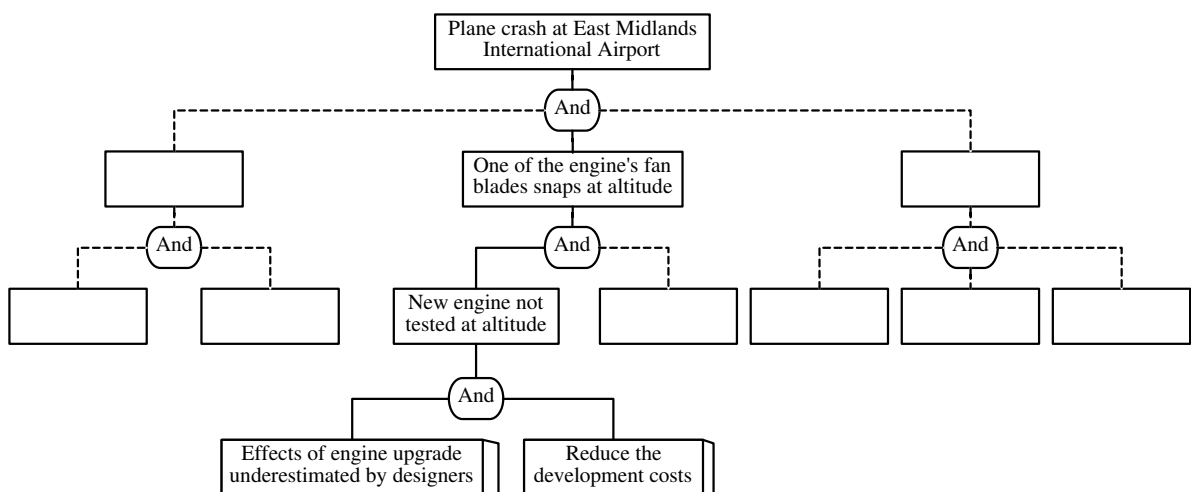 Plane crash at East Midlands
International Airport
And
One of the engine's fan
blades snaps at altitude
And
And
And
New engine not
tested at altitude
And
Effects of engine upgrade
underestimated by designers
Reduce the
development costs